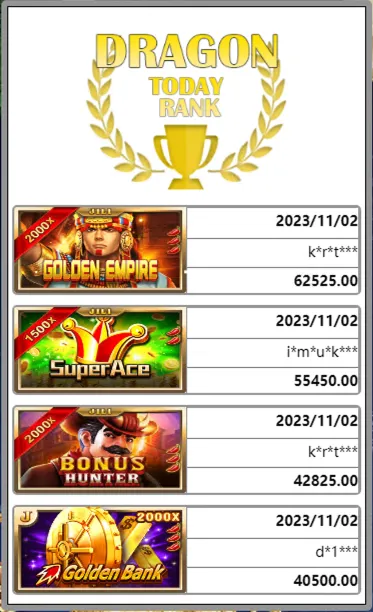 DRAGON
TODAY
RANK
JILI
2000X
GOLDEN EMPIRE
2023/11/02
k*r*t***
62525.00
JILI
1500X
SuperAce
2023/11/02
i*m*u*k***
55450.00
JILI
2000X
BONUS
HUNTER
2023/11/02
k*r*t***
42825.00
J
2000X
Golden Bank
2023/11/02
d*1***
40500.00